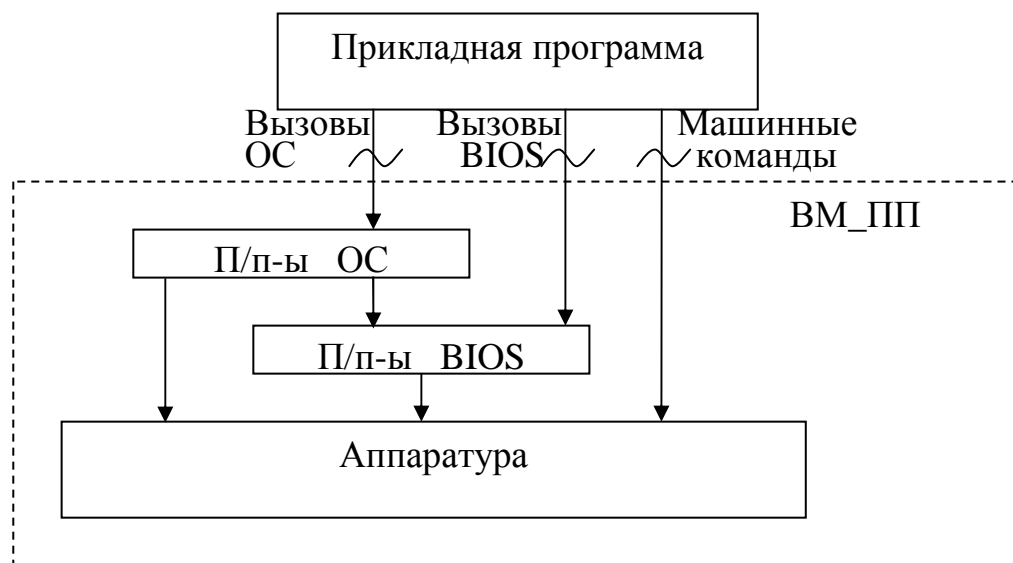 Прикладная программа
Вызовы
ОС
Вызовы
BIOS
Машинные
команды
ВМ_ПП
П/п-ы ОС
П/п-ы BIOS
Аппаратура